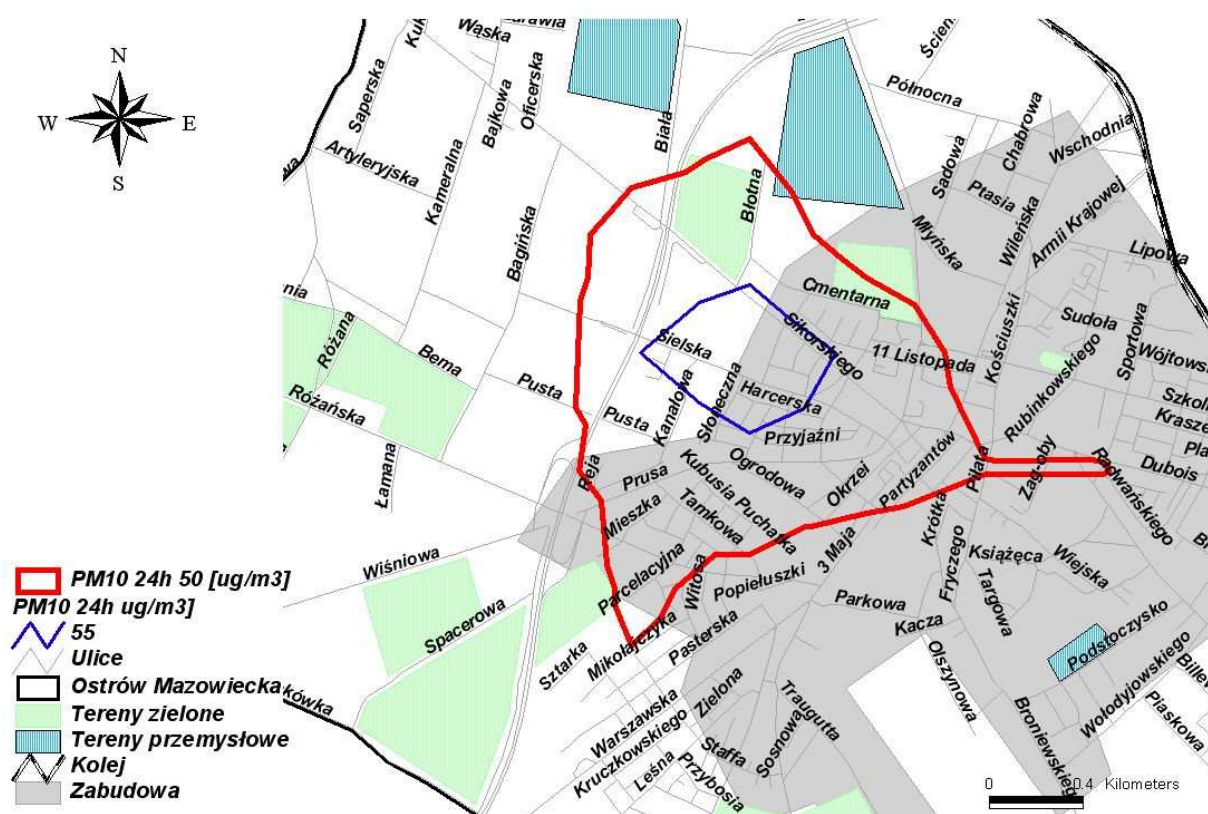 N
W
E
S
Saperska
Wąska
Artyleryjska
Kameralna
Bajkowa
Oficerska
Bagińska
Biała
Północna
Sadowa
Chabrowa
Wschodnia
Ptasia
Wileńska
Armii Krajowej
Młyńska
Lipowa
Błotna
Cmentarna
Sikorskiego
11 Listopada
Kościuszki
Sudoła
Sportowa
Rubinkowskiego
Różana
Berna
Różańska
Łamana
Pusta
Pusta
Sielska
Kanałowa
Słoneczna
Harcerska
Przyjaźni
Ogrodowa
Okrzei
Partyzantów
Piłata
Zag-oby
Radwańskiego
Dubois
Reja
Prusa
Mieszka
Kubusia Puchatka
Tamkowa
Parcelacyjna
Witosa
Popiełuszki
3 Maja
Krótka
Fryczego
Książęca
Wiejska
Targowa
Parkowa
Kacza
Olszynowa
Podstoczysko
Wołodyjowskiego
Broniewskiego
Piaskowa
Wiśniowa
Spacerowa
Sztarka
Mikołajczyka
Pasterska
Warszawska
Kruczkowskiego
Zielona
Traugutta
Sosnowa
Staffa
Leśna
Przybosia
PM10 24h 50 [ug/m3]
PM10 24h ug/m3]
55
Ulice
Ostrów Mazowiecka
Tereny zielone
Tereny przemysłowe
Kolej
Zabudowa
0
0.4 Kilometers